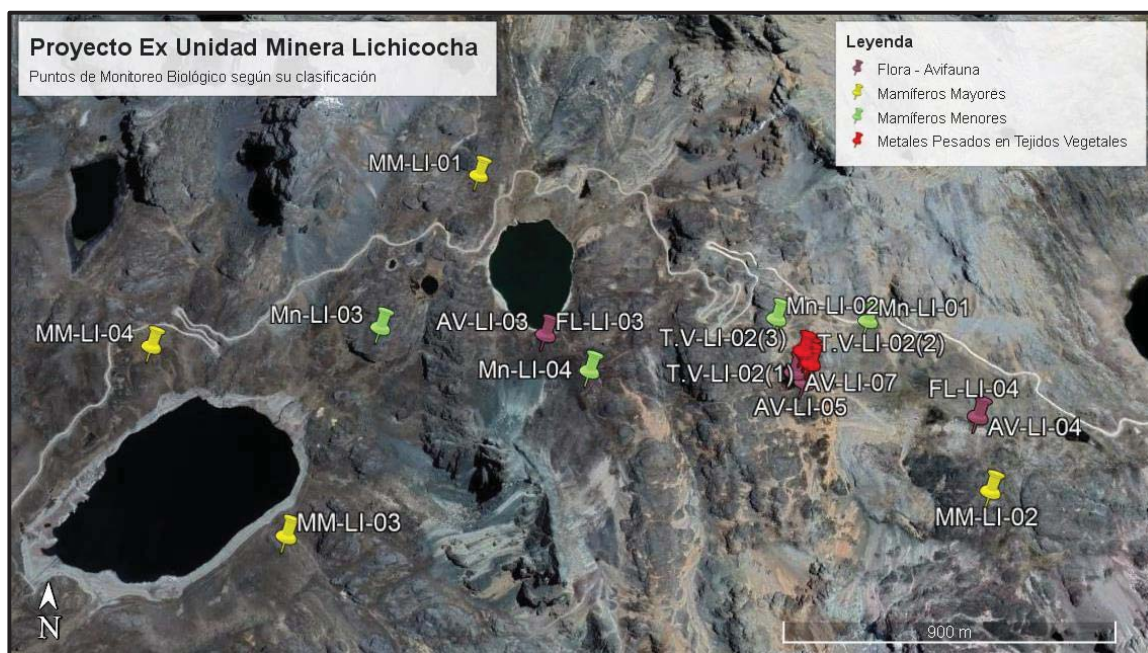 Proyecto Ex Unidad Minera Lichicocha
Puntos de Monitoreo Biológico según su clasificación
Leyenda
Flora - Avifauna
Mamíferos Mayores
Mamíferos Menores
Metales Pesados en Tejidos Vegetales
MM-LI-01
Mn-LI-02
Mn-LI-01
Mn-LI-03
AV-LI-03
FL-LI-03
MM-LI-04
T.V-LI-02(3)
T.V-LI-02(2)
Mn-LI-04
T.V-LI-02(1)
AV-LI-07
FL-LI-04
AV-LI-05
AV-LI-04
MM-LI-02
MM-LI-03
N
900 m